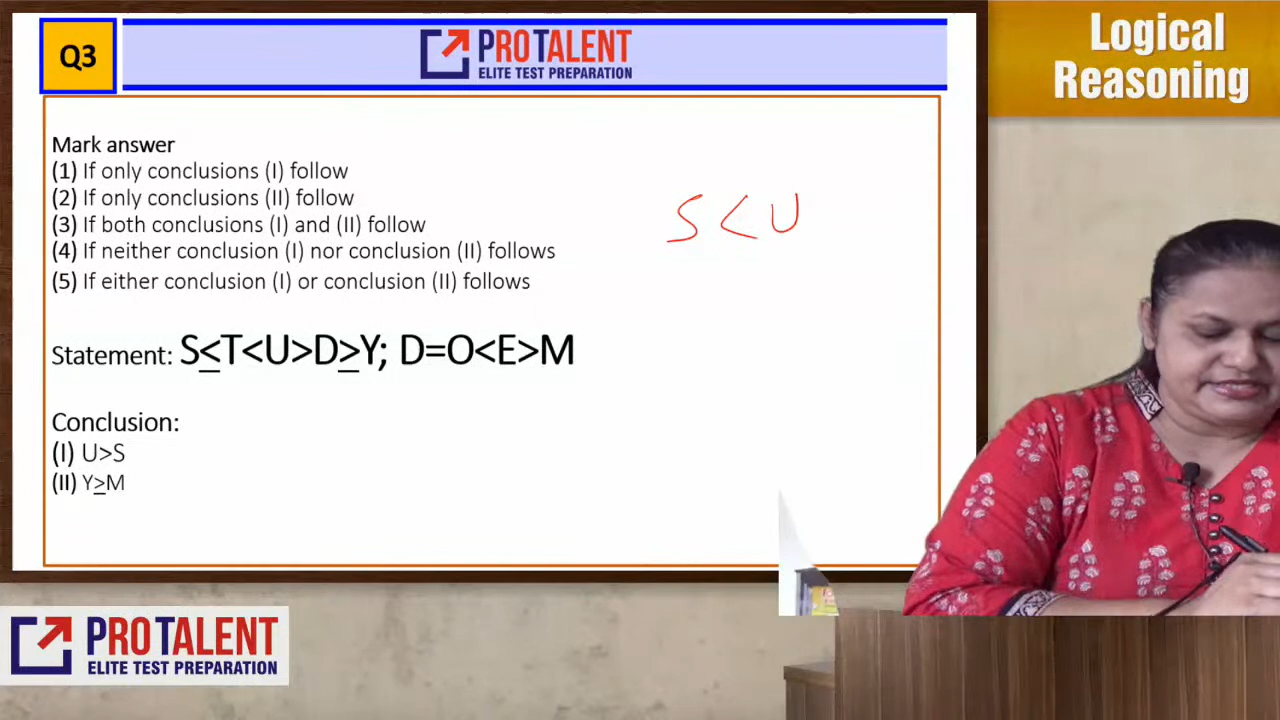 Q3
PROTALENT
ELITE TEST PREPARATION
Logical
Reasoning
Mark answer
(1) If only conclusions (I) follow
(2) If only conclusions (II) follow
(3) If both conclusions (I) and (II) follow
(4) If neither conclusion (I) nor conclusion (II) follows
(5) If either conclusion (I) or conclusion (II) follows
S < U
Statement: S≤T<U>D≥Y; D=O<E>M
Conclusion:
(I) U>S
(II) Y≥M
PROTALENT
ELITE TEST PREPARATION